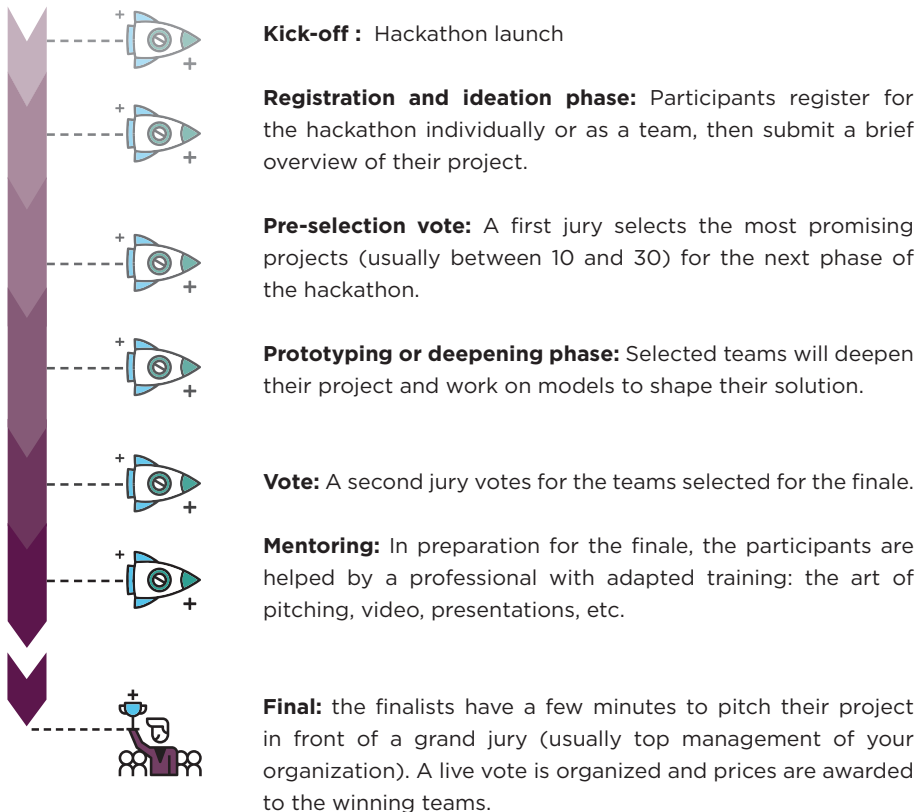 Kick-off : Hackathon launch
Registration and ideation phase: Participants register for
the hackathon individually or as a team, then submit a brief
overview of their project.
Pre-selection vote: A first jury selects the most promising
projects (usually between 10 and 30) for the next phase of
the hackathon.
Prototyping or deepening phase: Selected teams will deepen
their project and work on models to shape their solution.
Vote: A second jury votes for the teams selected for the finale.
Mentoring: In preparation for the finale, the participants are
helped by a professional with adapted training: the art of
pitching, video, presentations, etc.
Final: the finalists have a few minutes to pitch their project
in front of a grand jury (usually top management of your
organization). A live vote is organized and prices are awarded
to the winning teams.